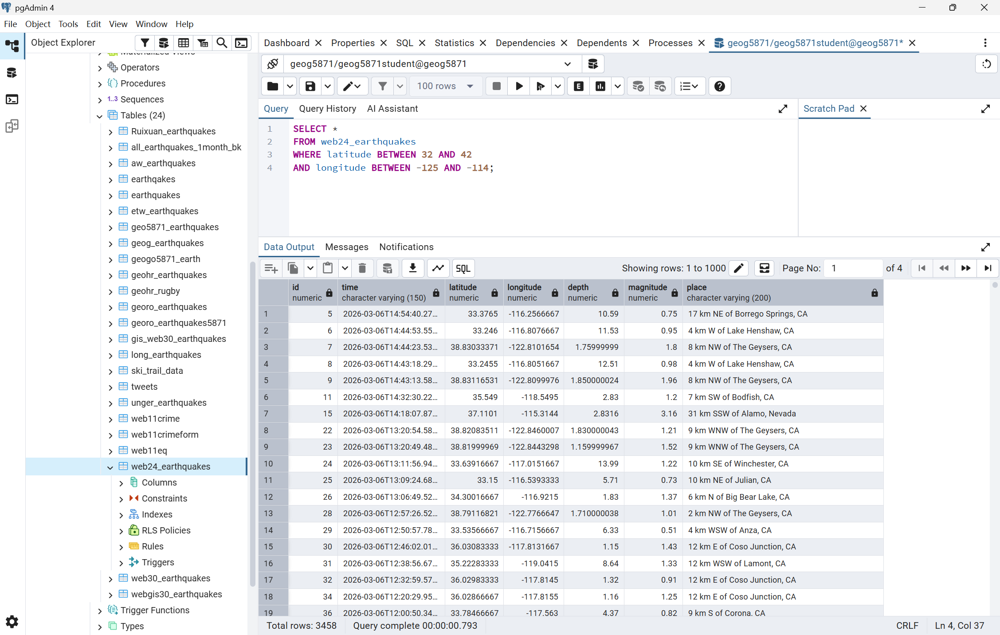 pgAdmin 4
File Object Tools Edit View Window Help
Object Explorer
Materialized Views
Operators
Procedures
1..3 Sequences
Tables (24)
Ruixuan_earthquakes
all_earthquakes_1month_bk
aw_earthquakes
earthqakes
earthquakes
etw_earthquakes
geo5871_earthquakes
geog_earthquakes
geogo5871_earth
geohr_earthquakes
geohr_rugby
georo_earthquakes
georo_earthquakes5871
gis_web30_earthquakes
long_earthquakes
ski_trail_data
tweets
unger_earthquakes
web11crime
web11crimeform
web11eq
web24_earthquakes
Columns
Constraints
Indexes
RLS Policies
Rules
Triggers
web30_earthquakes
webgis30_earthquakes
Trigger Functions
Types
Dashboard Properties SQL Statistics Dependencies Dependents Processes geog5871/geog5871student@geog5871*
geog5871/geog5871student@geog5871
100 rows E
Query Query History AI Assistant
Scratch Pad
1 SELECT *
2 FROM web24_earthquakes
3 WHERE latitude BETWEEN 32 AND 42
4 AND longitude BETWEEN -125 AND -114;
Data Output Messages Notifications
SQL Showing rows: 1 to 1000 Page No: 1 of 4
id time latitude longitude depth magnitude place
numeric character varying (150) numeric numeric numeric numeric character varying (200)
1 5 2026-03-06T14:54:40.27... 33.3765 -116.2566667 10.59 0.75 17 km NE of Borrego Springs, CA
2 6 2026-03-06T14:44:53.55... 33.246 -116.8076667 11.53 0.95 4 km W of Lake Henshaw, CA
3 7 2026-03-06T14:44:23.53... 38.83033371 -122.8101654 1.75999999 1.8 8 km NW of The Geysers, CA
4 8 2026-03-06T14:43:18.29... 33.2455 -116.8051667 12.51 0.98 4 km W of Lake Henshaw, CA
5 9 2026-03-06T14:43:13.58... 38.83116531 -122.8099976 1.850000024 1.96 8 km NW of The Geysers, CA
6 11 2026-03-06T14:32:30.22... 35.549 -118.5495 2.83 1.2 7 km SW of Bodfish, CA
7 15 2026-03-06T14:18:07.87... 37.1101 -115.3144 2.8316 3.16 31 km SSW of Alamo, Nevada
8 22 2026-03-06T13:20:54.58... 38.82083511 -122.8460007 1.830000043 1.21 9 km WNW of The Geysers, CA
9 23 2026-03-06T13:20:49.48... 38.81999969 -122.8443298 1.159999967 1.52 9 km WNW of The Geysers, CA
10 24 2026-03-06T13:11:56.94... 33.63916667 -117.0151667 13.99 1.22 10 km SE of Winchester, CA
11 25 2026-03-06T13:09:24.68... 33.15 -116.5393333 5.71 0.73 10 km NE of Julian, CA
12 26 2026-03-06T13:06:49.52... 34.30016667 -116.9215 1.83 1.37 6 km N of Big Bear Lake, CA
13 28 2026-03-06T12:57:26.52... 38.79116821 -122.7766647 1.710000038 1.01 2 km NW of The Geysers, CA
14 29 2026-03-06T12:50:57.78... 33.53566667 -116.7156667 6.33 0.51 4 km WSW of Anza, CA
15 30 2026-03-06T12:46:02.01... 36.03083333 -117.8131667 1.15 1.43 12 km E of Coso Junction, CA
16 31 2026-03-06T12:38:56.67... 35.22283333 -119.0415 8.64 1.33 12 km WSW of Lamont, CA
17 32 2026-03-06T12:32:59.57... 36.02983333 -117.8145 1.32 0.91 12 km E of Coso Junction, CA
18 34 2026-03-06T12:20:29.95... 36.02866667 -117.8155 1.16 1.25 12 km E of Coso Junction, CA
19 36 2026-03-06T12:00:50.34... 33.78466667 -117.563 4.37 0.82 9 km S of Corona, CA
Total rows: 3458 Query complete 00:00:00.793 CRLF Ln 4, Col 37